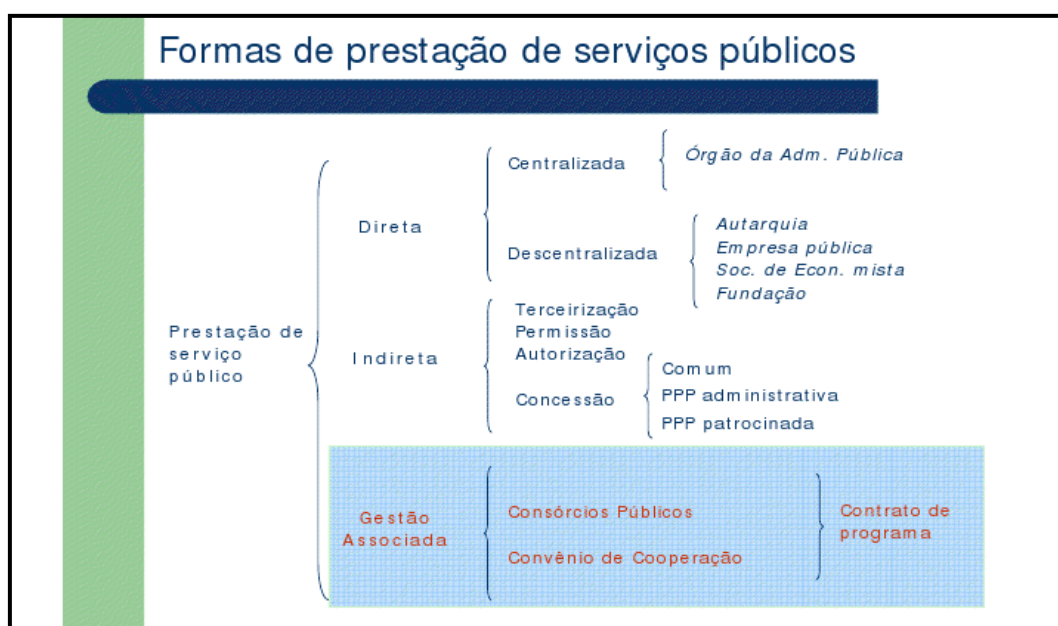 Formas de prestação de serviços públicos
Centralizada
Órgão da Adm. Pública
Direta
Descentralizada
Autarquia
Empresa pública
Soc. de Econ. mista
Fundação
Prestação de
serviço
público
Indireta
Terceirização
Permissão
Autorização
Concessão
Comum
PPP administrativa
PPP patrocinada
Gestão
Associada
Consórcios Públicos
Convênio de Cooperação
Contrato de
programa